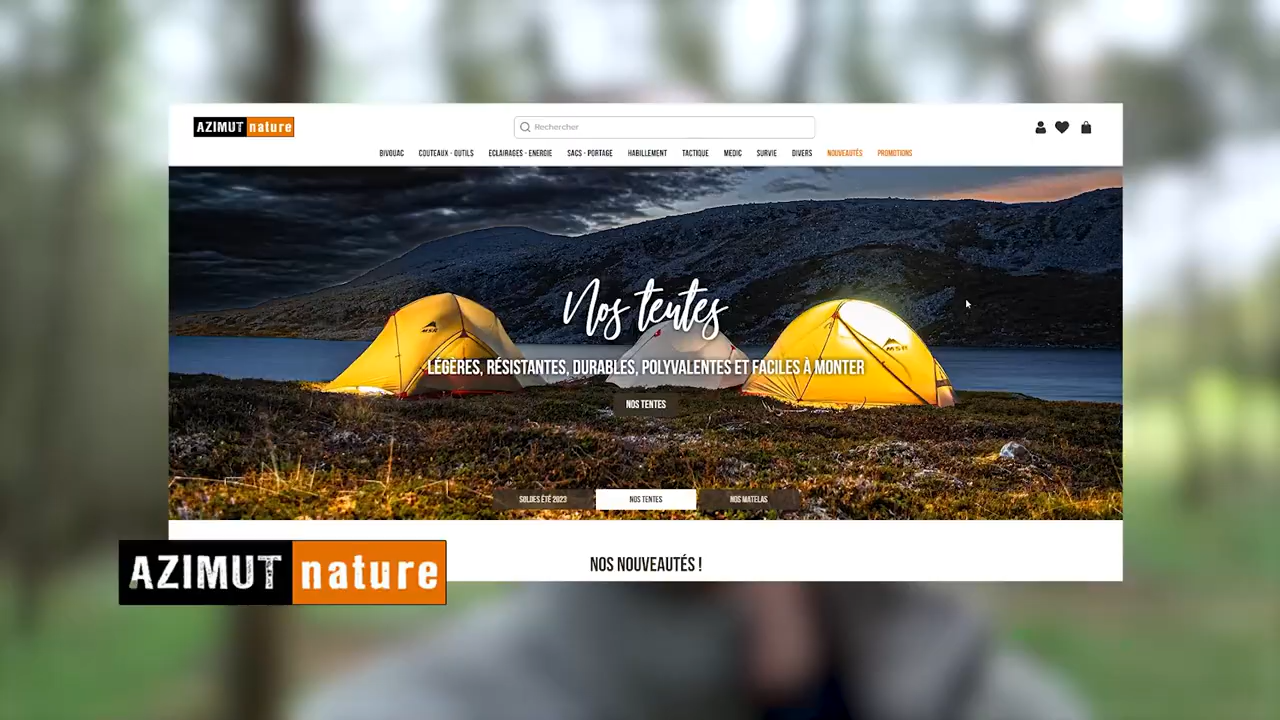 AZIMUT nature
Rechercher
BIVOUAC COUTEAUX - OUTILS ECLAIRAGES - ENERGIE SACS - PORTAGE HABILLEMENT TACTIQUE MEDIC SURVIE DIVERS NOUVEAUTÉS PROMOTIONS
MSR
MSR
Nos tentes
LÉGÈRES, RÉSISTANTES, DURABLES, POLYVALENTES ET FACILES À MONTER
NOS TENTES
SOLDES ÉTÉ 2023 NOS TENTES NOS MATELAS
NOS NOUVEAUTÉS !
AZIMUT nature